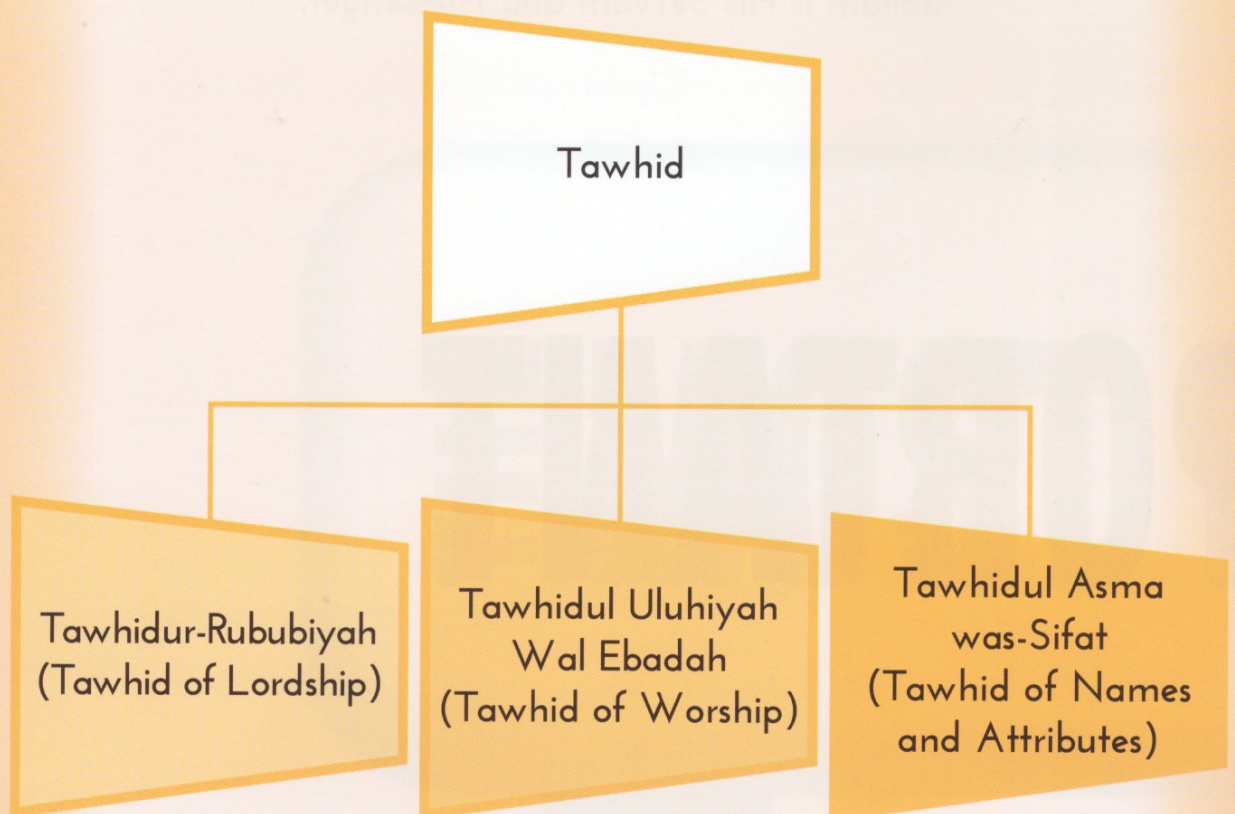 Tawhid
Tawhidur-Rububiyah
(Tawhid of Lordship)
Tawhidul Uluhiyah
Wal Ebadah
(Tawhid of Worship)
Tawhidul Asma
was-Sifat
(Tawhid of Names
and Attributes)